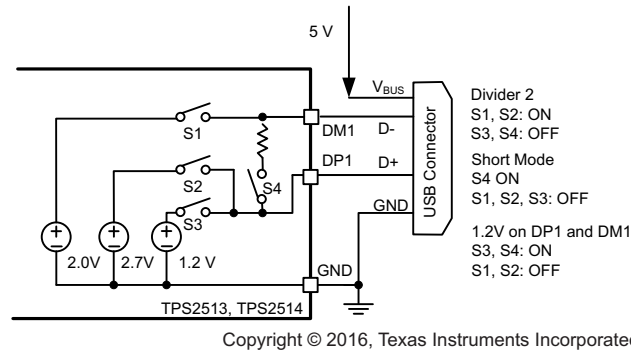 5 V
VBUS
S1
DM1
D-
DP1
D+
S2
S4
S3
GND
USB Connector
2.0V
2.7V
1.2 V
GND
TPS2513, TPS2514
Divider 2
S1, S2: ON
S3, S4: OFF
Short Mode
S4 ON
S1, S2, S3: OFF
1.2V on DP1 and DM1
S3, S4: ON
S1, S2: OFF
Copyright © 2016, Texas Instruments Incorporated